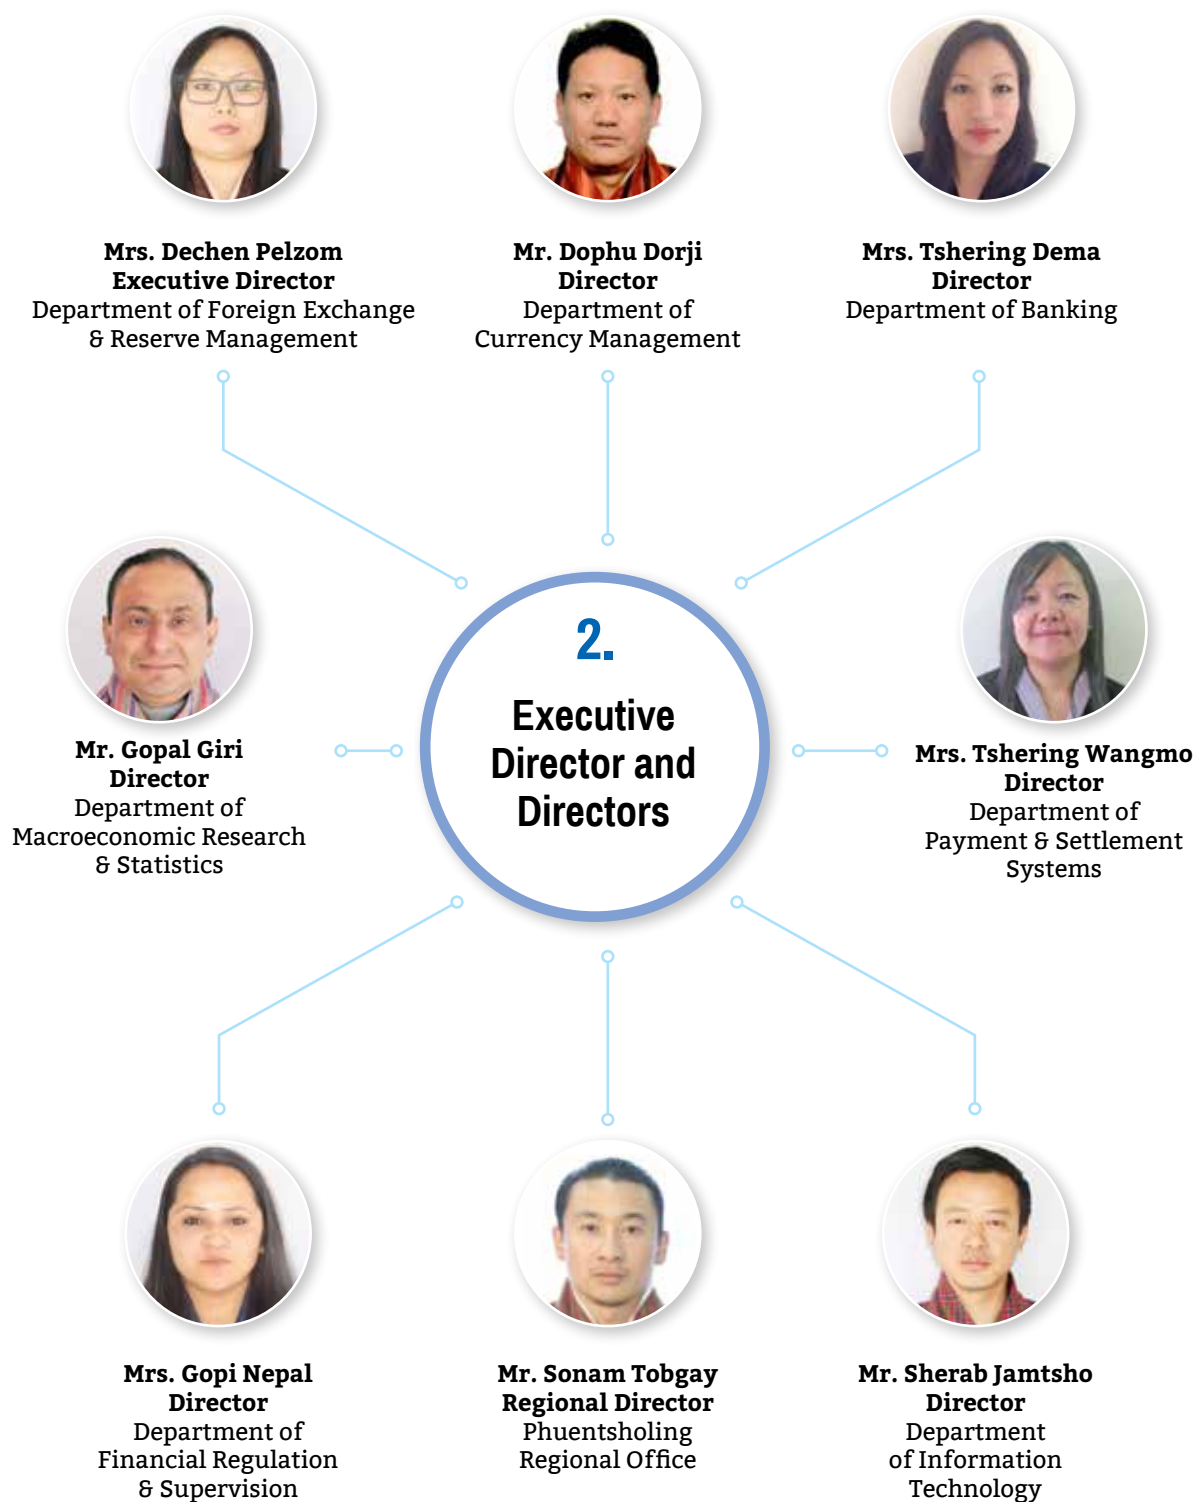 Mrs. Dechen Pelzom
Executive Director
Department of Foreign Exchange
& Reserve Management
Mr. Dophu Dorji
Director
Department of
Currency Management
Mrs. Tshering Dema
Director
Department of Banking
Mr. Gopal Giri
Director
Department of
Macroeconomic Research
& Statistics
2.
Executive
Director and
Directors
Mrs. Tshering Wangmo
Director
Department of
Payment & Settlement
Systems
Mrs. Gopi Nepal
Director
Department of
Financial Regulation
& Supervision
Mr. Sonam Tobgay
Regional Director
Phuentsholing
Regional Office
Mr. Sherab Jamtsho
Director
Department
of Information
Technology